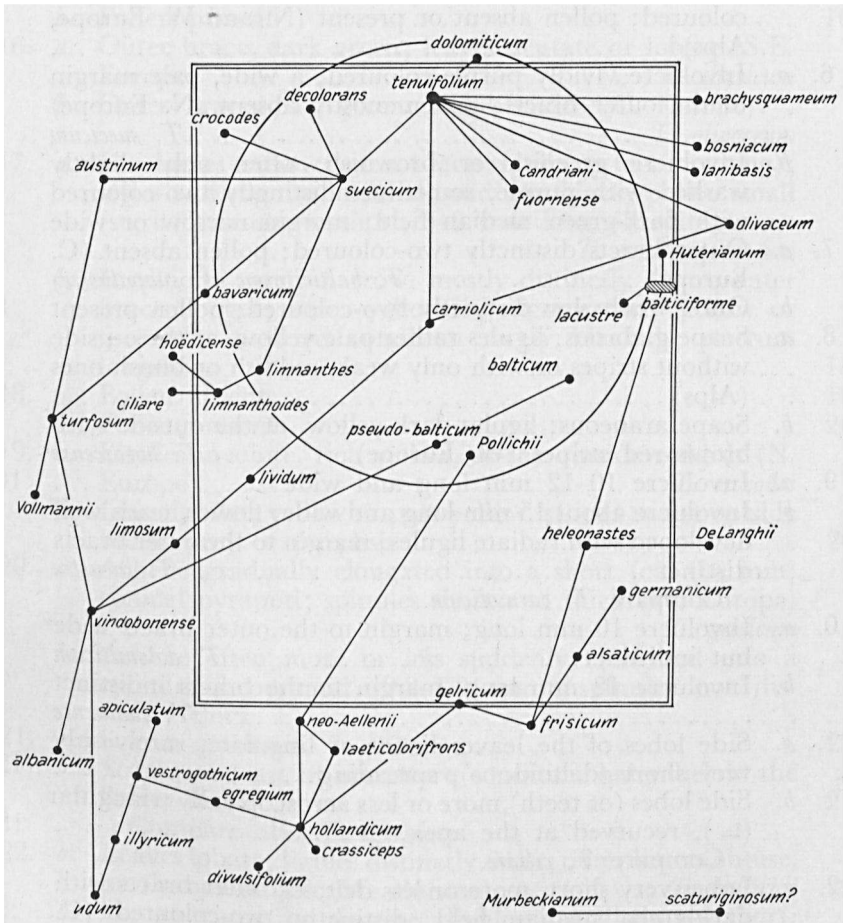 dolomiticum
tenuifolium
decolorans
brachysquameum
crocodes
bosniacum
austrinum
Candriani
lanibasis
suecicum
fuornense
olivaceum
Huterianum
bavaricum
balticiforme
lacustre
carniolicum
hoëdicense
limnanthes
balticum
ciliare
limnanthoides
turfosum
pseudo-balticum
Pollichii
lividum
Vollmannii
limosum
heleonastes
DeLanghii
germanicum
vindobonense
alsaticum
gelricum
apiculatum
neo-Aellenii
frisicum
albanicum
laeticolorifrons
vestrogothicum
egregium
hollandicum
illyricum
crassiceps
divulsifolium
udum
Murbeckianum
scaturiginosum?